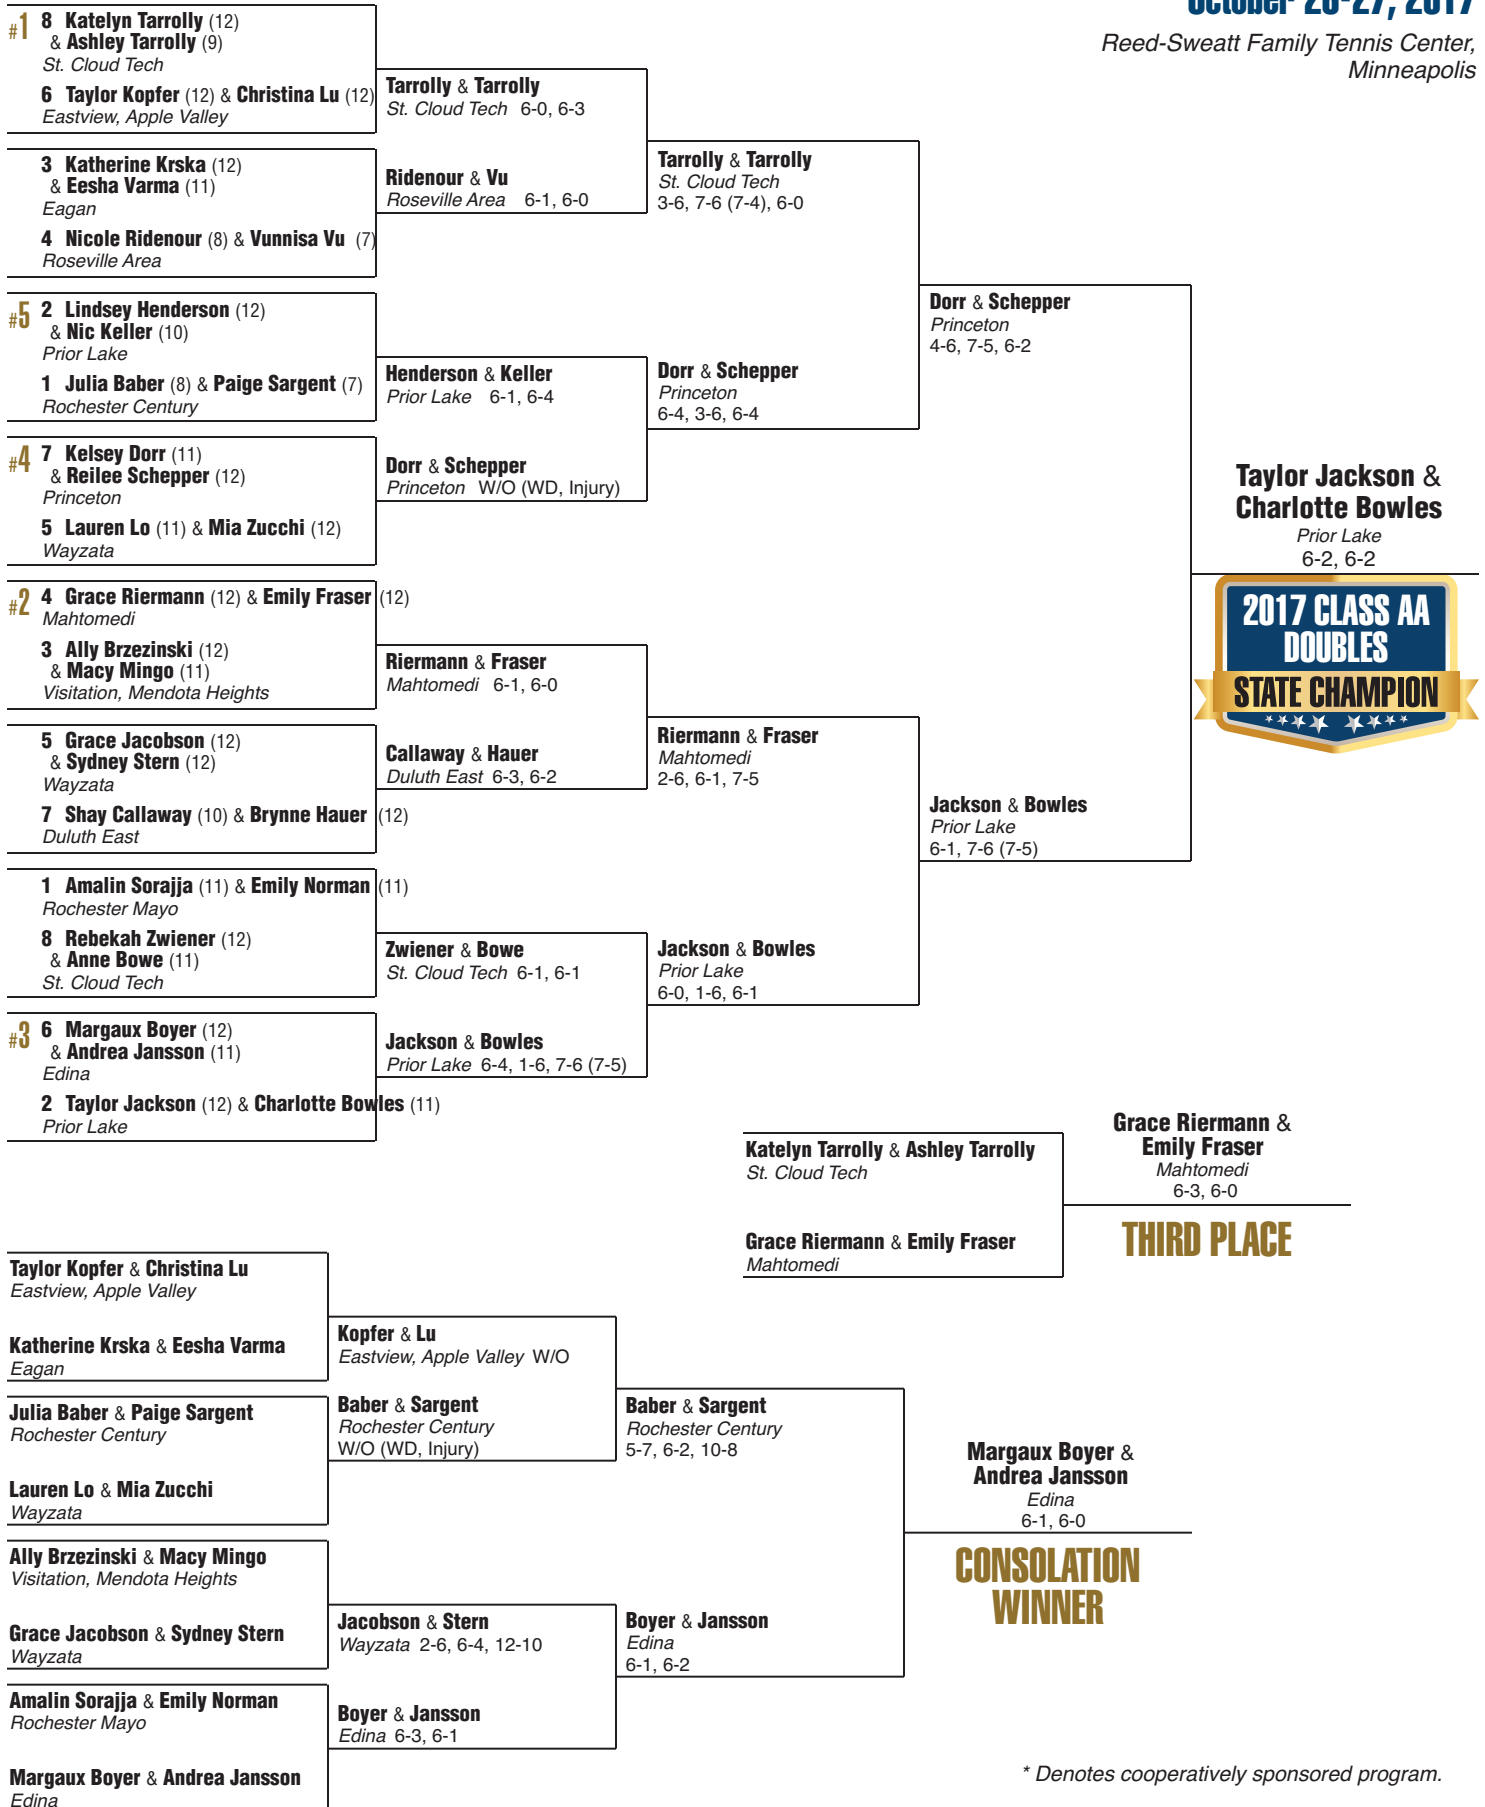 October 26-27, 2017
Reed-Sweatt Family Tennis Center,
Minneapolis
#1 8 Katelyn Tarrolly (12)
& Ashley Tarrolly (9)
St. Cloud Tech
6 Taylor Kopfer (12) & Christina Lu (12)
Eastview, Apple Valley
3 Katherine Krska (12)
& Eesha Varma (11)
Eagan
4 Nicole Ridenour (8) & Vunnisa Vu (7)
Roseville Area
#5 2 Lindsey Henderson (12)
& Nic Keller (10)
Prior Lake
1 Julia Baber (8) & Paige Sargent (7)
Rochester Century
#4 7 Kelsey Dorr (11)
& Reilee Schepper (12)
Princeton
5 Lauren Lo (11) & Mia Zucchi (12)
Wayzata
#2 4 Grace Riermann (12) & Emily Fraser (12)
Mahtomedi
3 Ally Brzezinski (12)
& Macy Mingo (11)
Visitation, Mendota Heights
5 Grace Jacobson (12)
& Sydney Stern (12)
Wayzata
7 Shay Callaway (10) & Brynne Hauer (12)
Duluth East
1 Amalin Sorajja (11) & Emily Norman (11)
Rochester Mayo
8 Rebekah Zwiener (12)
& Anne Bowe (11)
St. Cloud Tech
#3 6 Margaux Boyer (12)
& Andrea Jansson (11)
Edina
2 Taylor Jackson (12) & Charlotte Bowles (11)
Prior Lake
Tarrolly & Tarrolly
St. Cloud Tech 6-0, 6-3
Ridenour & Vu
Roseville Area 6-1, 6-0
Henderson & Keller
Prior Lake 6-1, 6-4
Dorr & Schepper
Princeton W/O (WD, Injury)
Riermann & Fraser
Mahtomedi 6-1, 6-0
Callaway & Hauer
Duluth East 6-3, 6-2
Zwiener & Bowe
St. Cloud Tech 6-1, 6-1
Jackson & Bowles
Prior Lake 6-4, 1-6, 7-6 (7-5)
Tarrolly & Tarrolly
St. Cloud Tech
3-6, 7-6 (7-4), 6-0
Dorr & Schepper
Princeton
6-4, 3-6, 6-4
Riermann & Fraser
Mahtomedi
2-6, 6-1, 7-5
Jackson & Bowles
Prior Lake
6-0, 1-6, 6-1
Dorr & Schepper
Princeton
4-6, 7-5, 6-2
Jackson & Bowles
Prior Lake
6-1, 7-6 (7-5)
Taylor Jackson &
Charlotte Bowles
Prior Lake
6-2, 6-2
2017 CLASS AA
DOUBLES
STATE CHAMPION
Katelyn Tarrolly & Ashley Tarrolly
St. Cloud Tech
Grace Riermann & Emily Fraser
Mahtomedi
Grace Riermann &
Emily Fraser
Mahtomedi
6-3, 6-0
THIRD PLACE
Taylor Kopfer & Christina Lu
Eastview, Apple Valley
Katherine Krska & Eesha Varma
Eagan
Julia Baber & Paige Sargent
Rochester Century
Lauren Lo & Mia Zucchi
Wayzata
Ally Brzezinski & Macy Mingo
Visitation, Mendota Heights
Grace Jacobson & Sydney Stern
Wayzata
Amalin Sorajja & Emily Norman
Rochester Mayo
Margaux Boyer & Andrea Jansson
Edina
Kopfer & Lu
Eastview, Apple Valley W/O
Baber & Sargent
Rochester Century
W/O (WD, Injury)
Jacobson & Stern
Wayzata 2-6, 6-4, 12-10
Boyer & Jansson
Edina 6-3, 6-1
Baber & Sargent
Rochester Century
5-7, 6-2, 10-8
Boyer & Jansson
Edina
6-1, 6-2
Margaux Boyer &
Andrea Jansson
Edina
6-1, 6-0
CONSOLATION
WINNER
* Denotes cooperatively sponsored program.